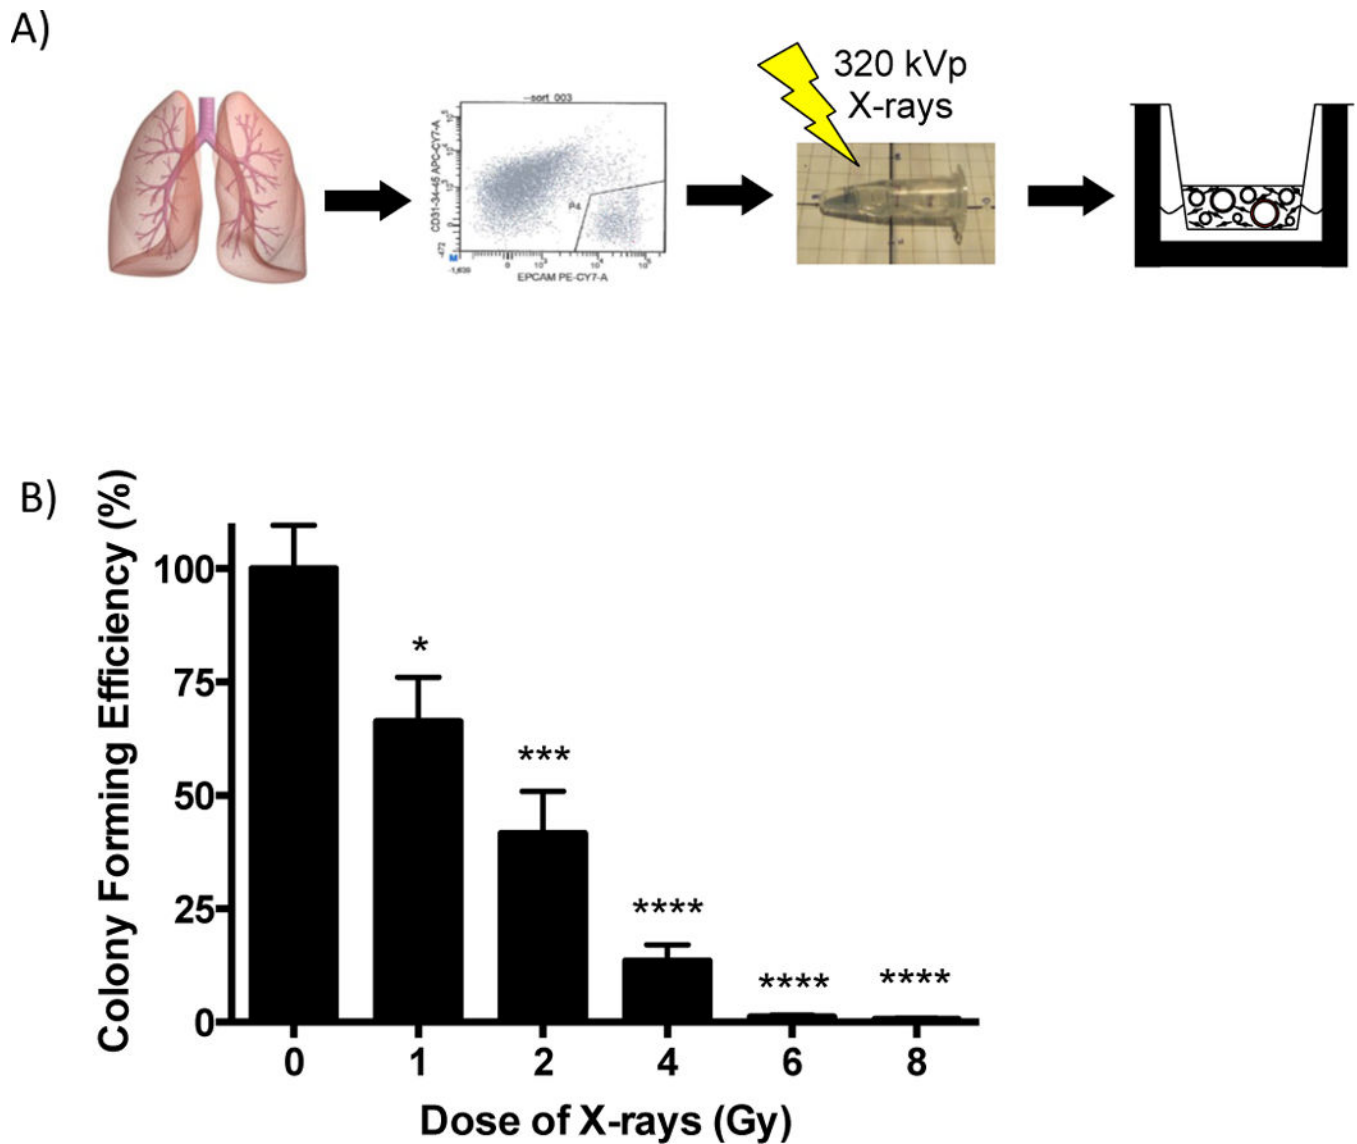 A)
320 kVp
X-rays
--sort_003
CD31-34-45 APC-CY7-A
P4
EPCAM PE-CY7-A
B)
Colony Forming Efficiency (%)
100
75
50
25
0
*
***
****
****
****
0 1 2 4 6 8
Dose of X-rays (Gy)